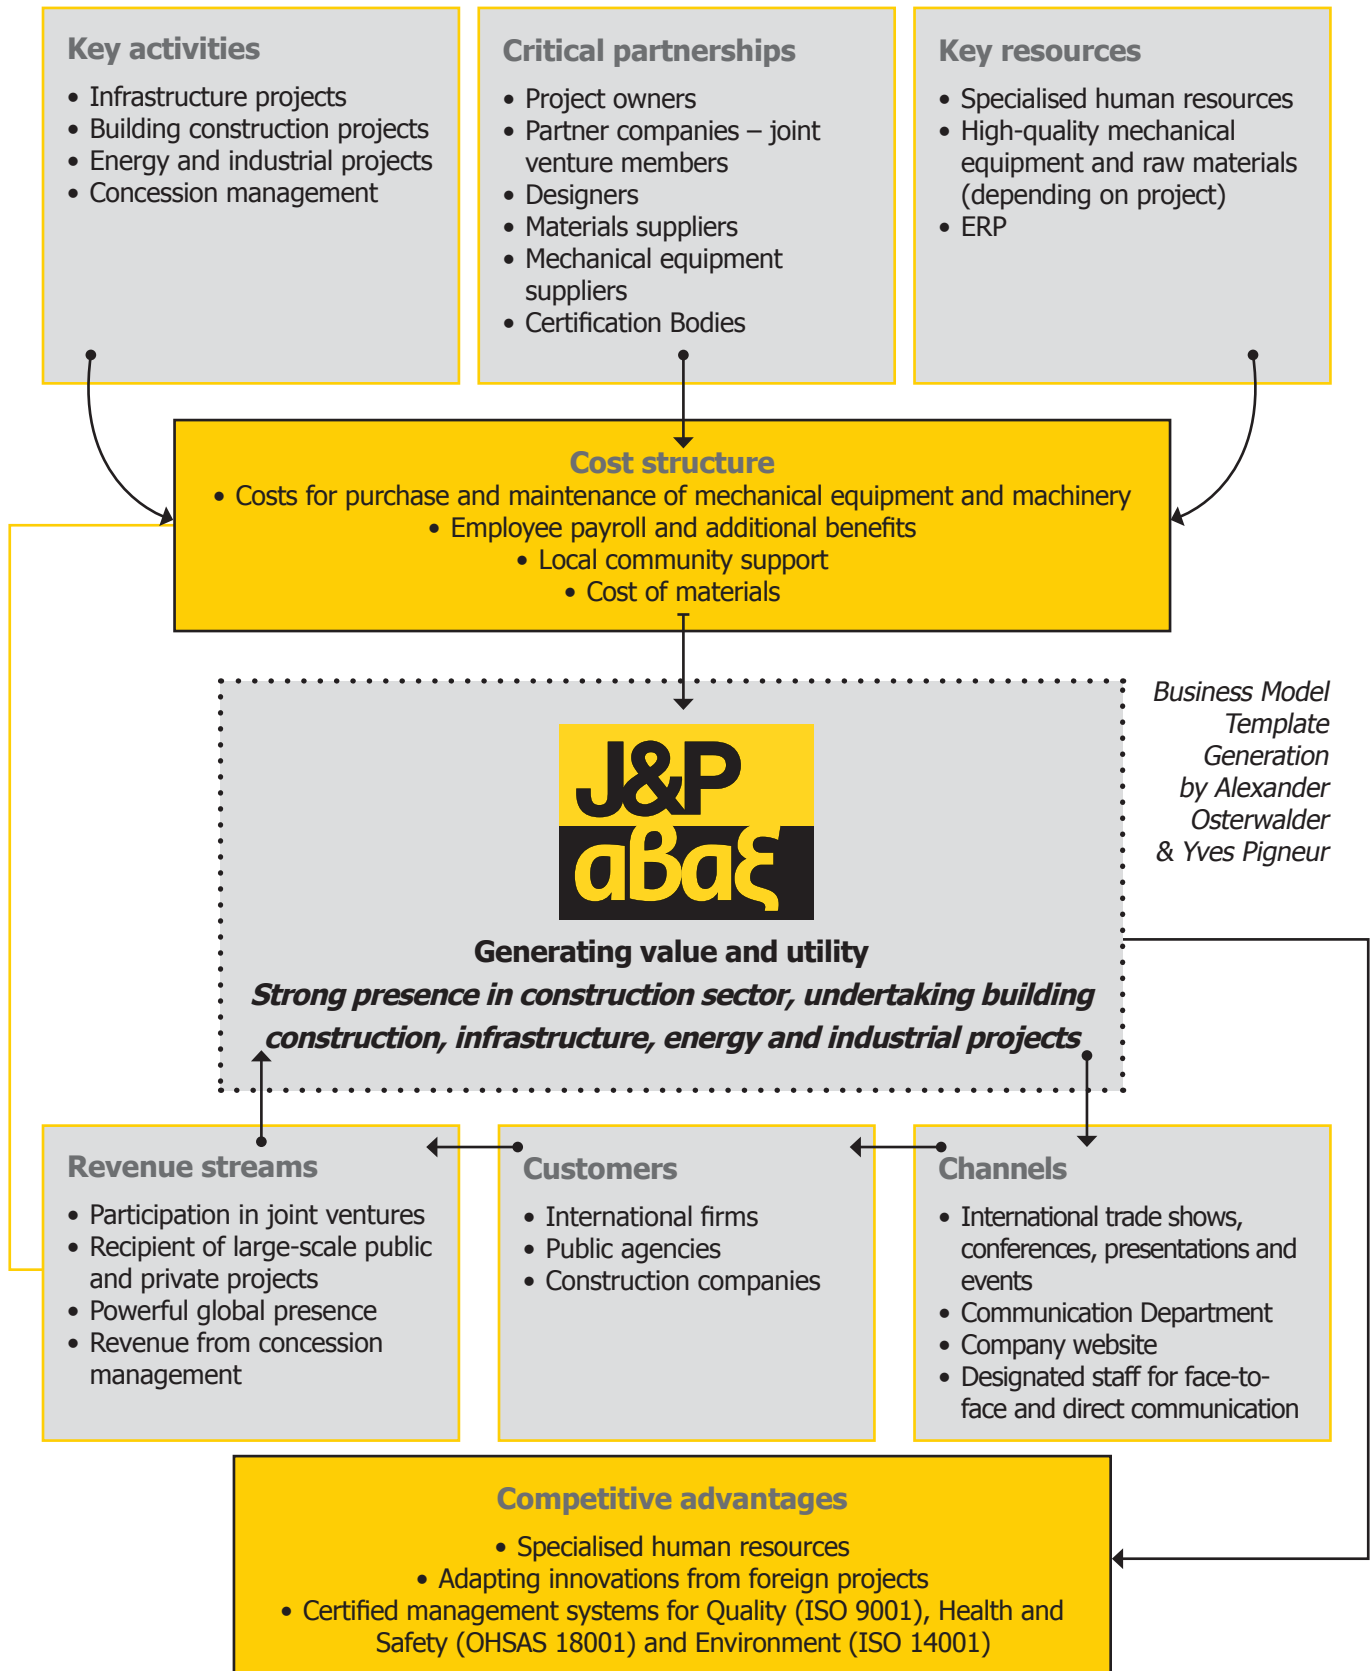 Key activities
• Infrastructure projects
• Building construction projects
• Energy and industrial projects
• Concession management
Critical partnerships
• Project owners
• Partner companies – joint
venture members
• Designers
• Materials suppliers
• Mechanical equipment
suppliers
• Certification Bodies
Key resources
• Specialised human resources
• High-quality mechanical
equipment and raw materials
(depending on project)
• ERP
Cost structure
• Costs for purchase and maintenance of mechanical equipment and machinery
• Employee payroll and additional benefits
• Local community support
• Cost of materials
Business Model
Template
Generation
by Alexander
Osterwalder
& Yves Pigneur
J&P
αβαξ
Generating value and utility
Strong presence in construction sector, undertaking building
construction, infrastructure, energy and industrial projects
Revenue streams
• Participation in joint ventures
• Recipient of large-scale public
and private projects
• Powerful global presence
• Revenue from concession
management
Customers
• International firms
• Public agencies
• Construction companies
Channels
• International trade shows,
conferences, presentations and
events
• Communication Department
• Company website
• Designated staff for face-to-
face and direct communication
Competitive advantages
• Specialised human resources
• Adapting innovations from foreign projects
• Certified management systems for Quality (ISO 9001), Health and
Safety (OHSAS 18001) and Environment (ISO 14001)